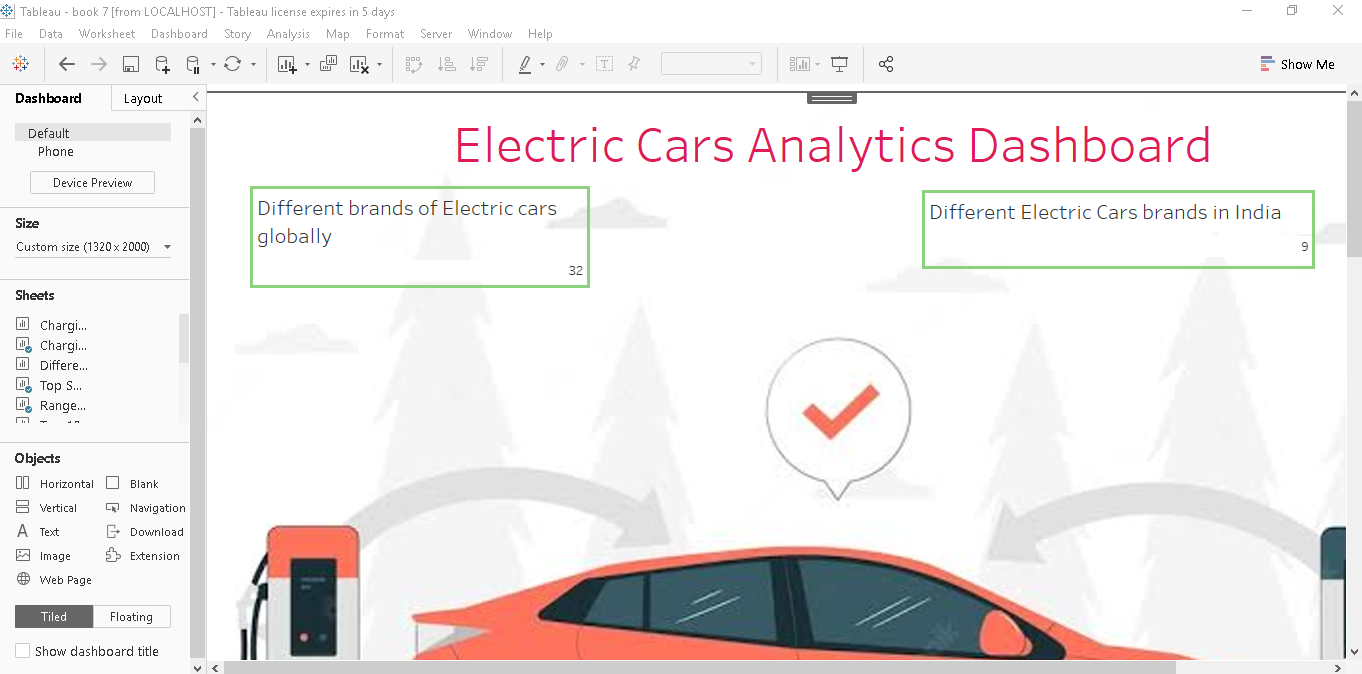 Tableau - book 7 [from LOCALHOST] - Tableau license expires in 5 days
File Data Worksheet Dashboard Story Analysis Map Format Server Window Help
Show Me
Dashboard Layout
Default
Phone
Device Preview
Size
Custom size (1320 x 2000)
Sheets
Chargi...
Chargi...
Differe...
Top S...
Range...
Objects
Horizontal Blank
Vertical Navigation
Text Download
Image Extension
Web Page
Tiled Floating
Show dashboard title
Electric Cars Analytics Dashboard
Different brands of Electric cars
globally
32
Different Electric Cars brands in India
9